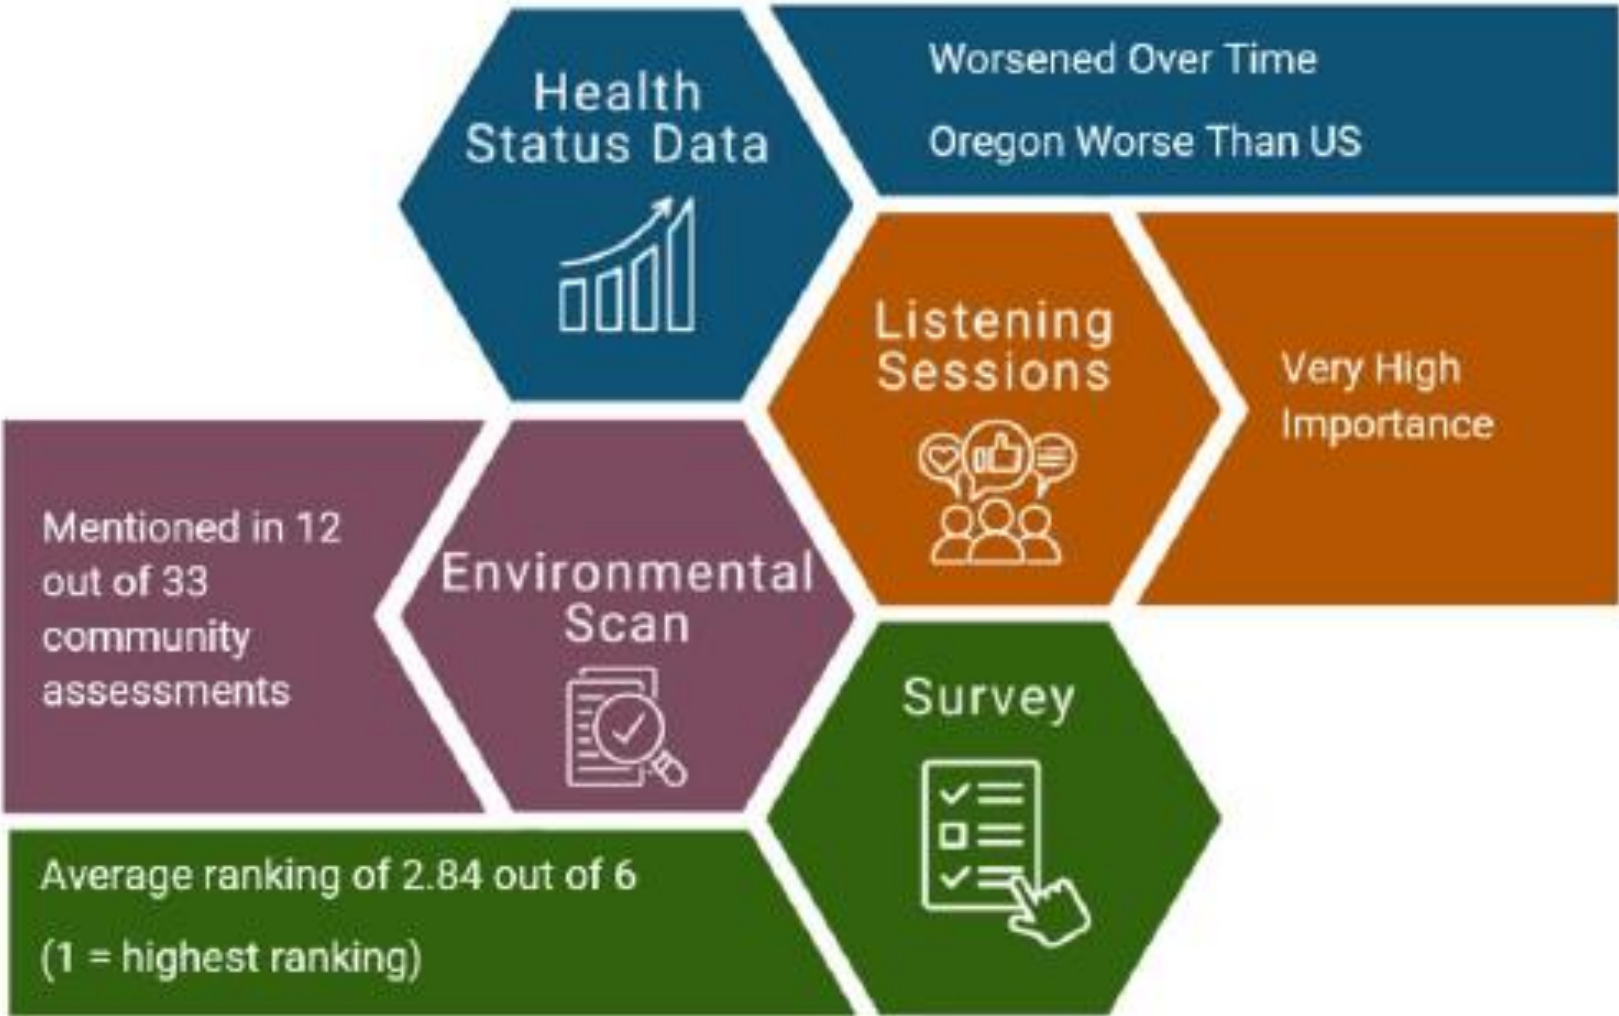 Health
Status Data
Worsened Over Time
Oregon Worse Than US
Listening
Sessions
Very High
Importance
Mentioned in 12
out of 33
community
assessments
Environmental
Scan
Survey
Average ranking of 2.84 out of 6
(1 = highest ranking)